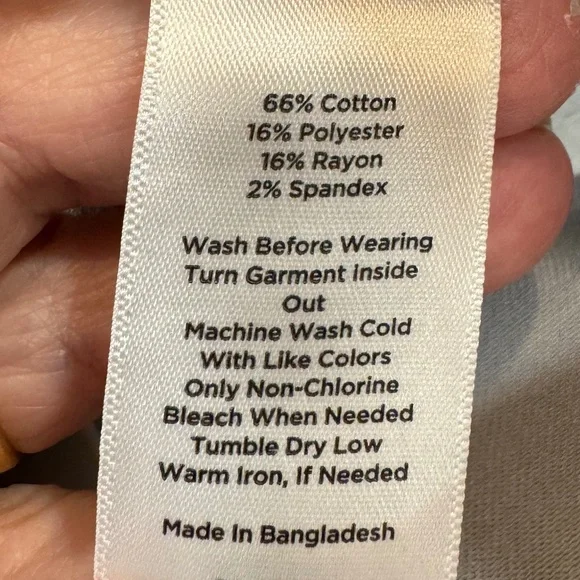 66% Cotton
16% Polyester
16% Rayon
2% Spandex
Wash Before Wearing
Turn Garment inside
Out
Machine Wash Cold
With Like Colors
Only Non-Chlorine
Bleach When Needed
Tumble Dry Low
Warm Iron, If Needed
Made In Bangladesh